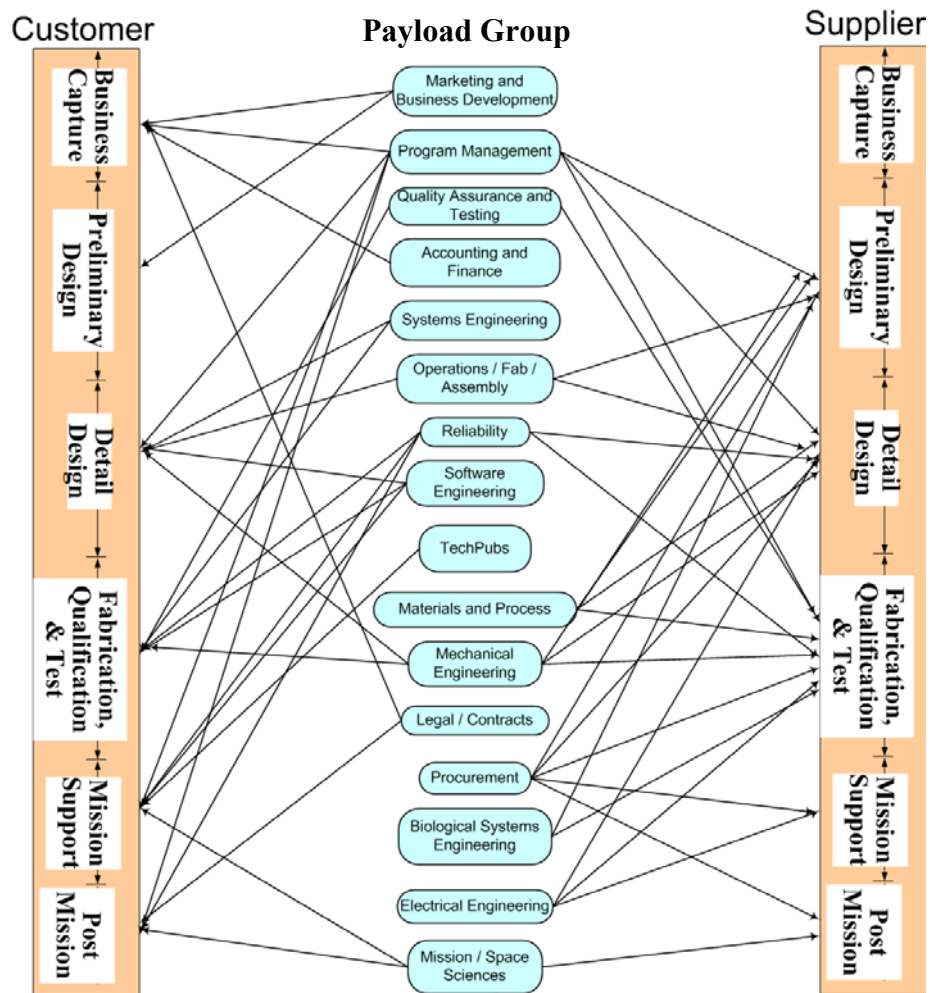 Customer
Payload Group
Supplier
Business
Capture
Preliminary
Design
Detail
Design
Fabrication,
Qualification
& Test
Mission
Support
Post
Mission
Marketing and
Business Development
Program Management
Quality Assurance and
Testing
Accounting and
Finance
Systems Engineering
Operations / Fab /
Assembly
Reliability
Software
Engineering
TechPubs
Materials and Process
Mechanical
Engineering
Legal / Contracts
Procurement
Biological Systems
Engineering
Electrical Engineering
Mission / Space
Sciences
Business
Capture
Preliminary
Design
Detail
Design
Fabrication,
Qualification
& Test
Mission
Support
Post
Mission